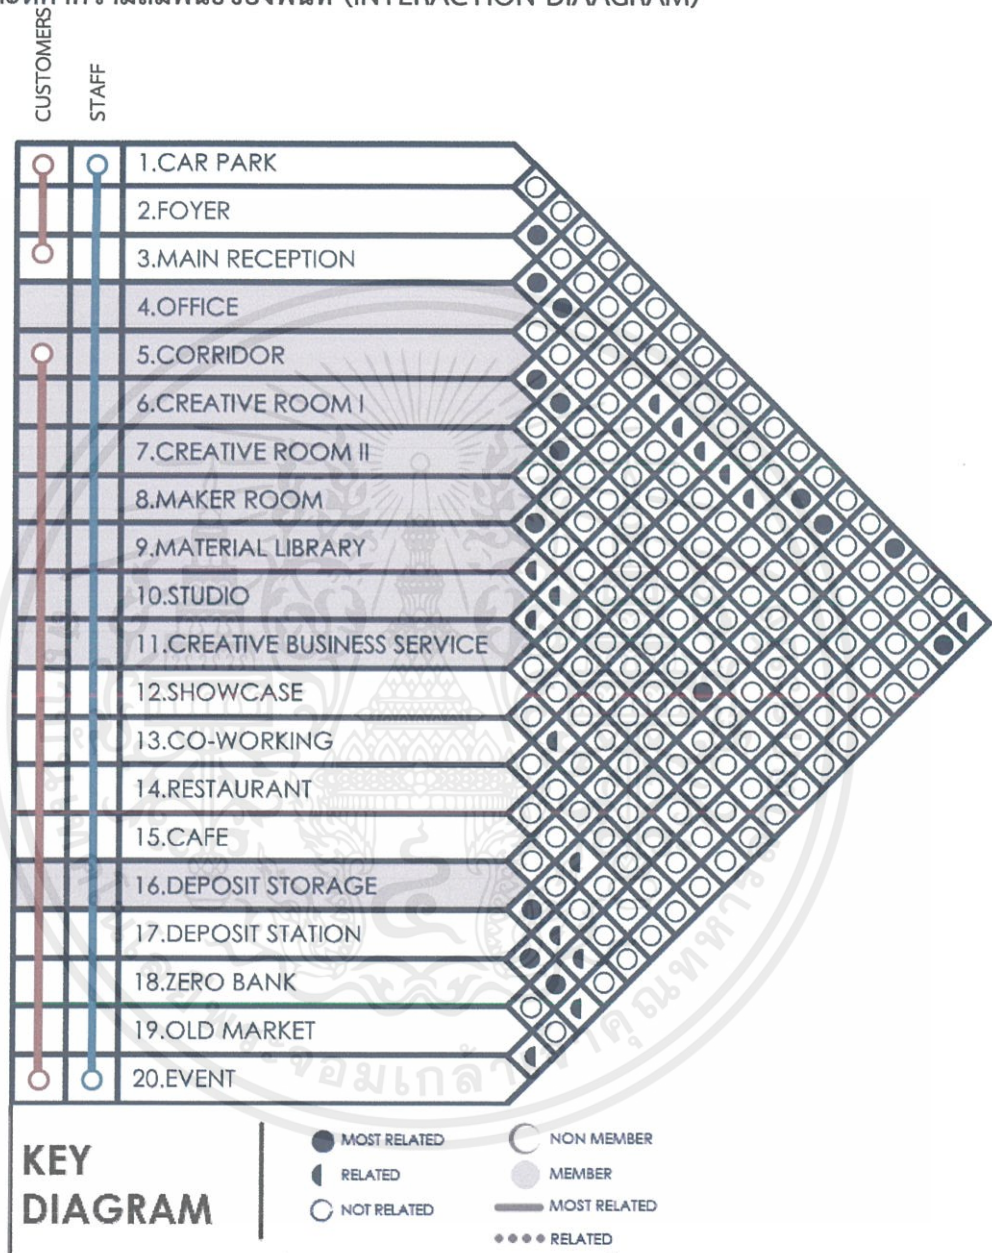 (INTERACTION DIAAGRAM)
CUSTOMERS
STAFF
1.CAR PARK
2.FOYER
3.MAIN RECEPTION
4.OFFICE
5.CORRIDOR
6.CREATIVE ROOM I
7.CREATIVE ROOM II
8.MAKER ROOM
9.MATERIAL LIBRARY
10.STUDIO
11.CREATIVE BUSINESS SERVICE
12.SHOWCASE
13.CO-WORKING
14.RESTAURANT
15.CAFE
16.DEPOSIT STORAGE
17.DEPOSIT STATION
18.ZERO BANK
19.OLD MARKET
20.EVENT
KEY
DIAGRAM
MOST RELATED
RELATED
NOT RELATED
NON MEMBER
MEMBER
MOST RELATED
RELATED